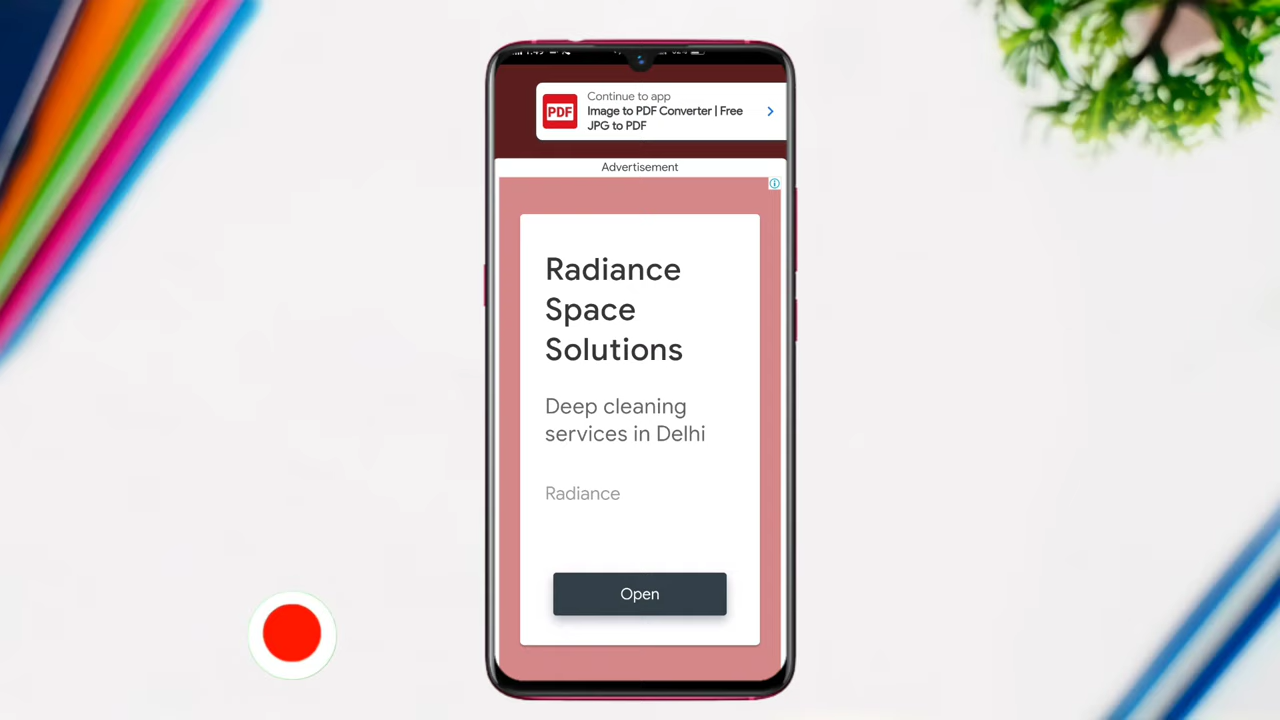 Continue to app
PDF
Image to PDF Converter | Free
JPG to PDF
Advertisement
Radiance
Space
Solutions
Deep cleaning
services in Delhi
Radiance
Open